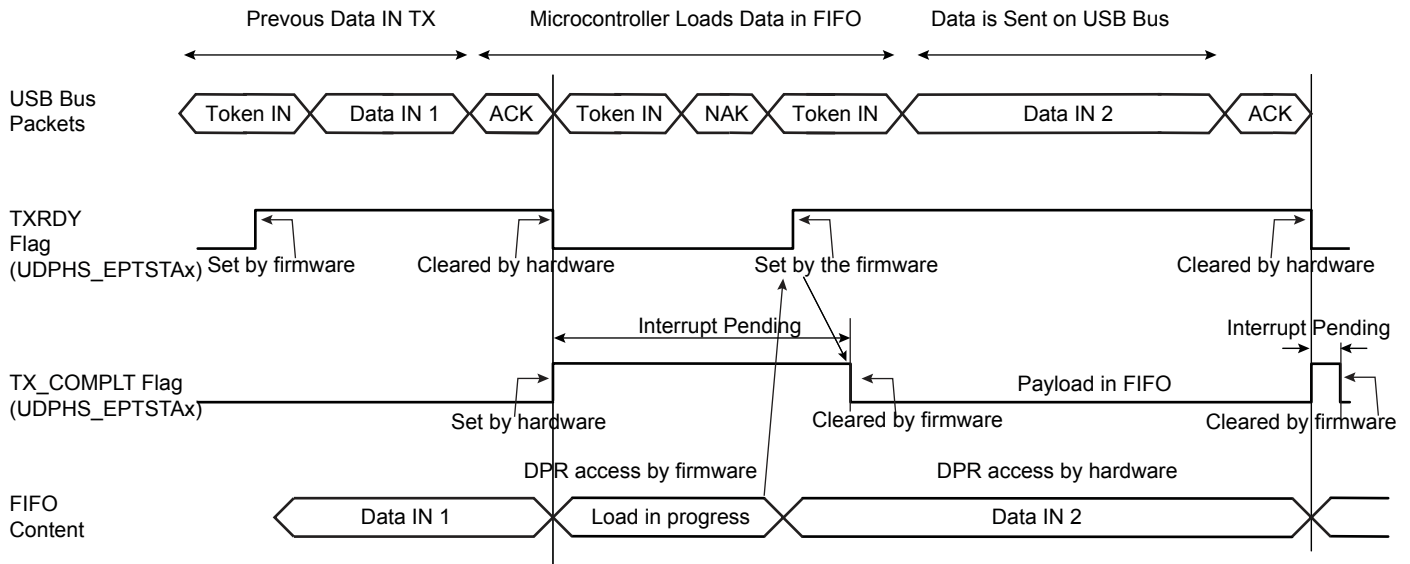 Prevous Data IN TX
Microcontroller Loads Data in FIFO
Data is Sent on USB Bus
USB Bus
Packets
Token IN
Data IN 1
ACK
Token IN
NAK
Token IN
Data IN 2
ACK
TXRDY
Flag
(UDPHS_EPTSTAx)
Set by firmware
Cleared by hardware
Set by the firmware
Cleared by hardware
Interrupt Pending
Interrupt Pending
TX_COMPLT Flag
(UDPHS_EPTSTAx)
Payload in FIFO
Set by hardware
Cleared by firmware
Cleared by firmware
DPR access by firmware
DPR access by hardware
FIFO
Content
Data IN 1
Load in progress
Data IN 2